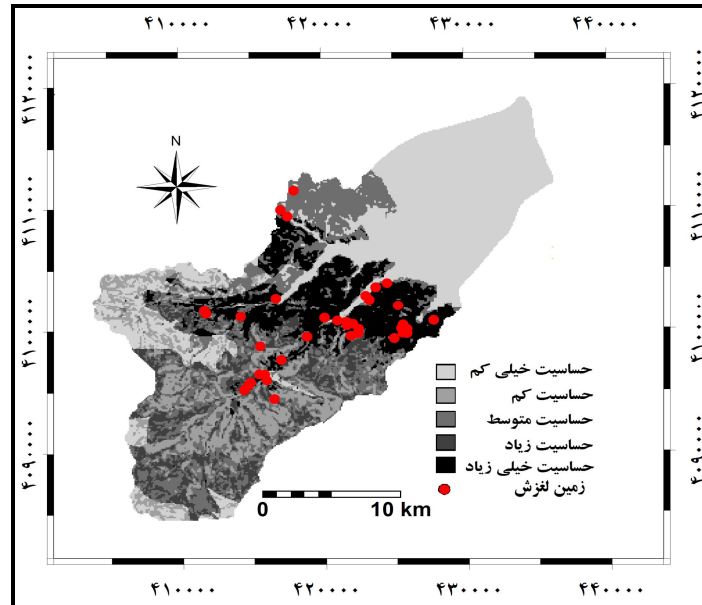 ۴۱۰۰۰۰ ۴۲۰۰۰۰ ۴۳۰۰۰۰ ۴۴۰۰۰۰
۴۱۲۰۰۰۰ ۴۱۲۰۰۰۰
N
۴۱۱۰۰۰۰ ۴۱۱۰۰۰۰
۴۱۰۰۰۰۰ ۴۱۰۰۰۰۰
۴۰۹۰۰۰۰ ۴۰۹۰۰۰۰
حساسیت خیلی کم
حساسیت کم
حساسیت متوسط
حساسیت زیاد
حساسیت خیلی زیاد
زمین لغزش
0 10 km
۴۱۰۰۰۰ ۴۲۰۰۰۰ ۴۳۰۰۰۰ ۴۴۰۰۰۰